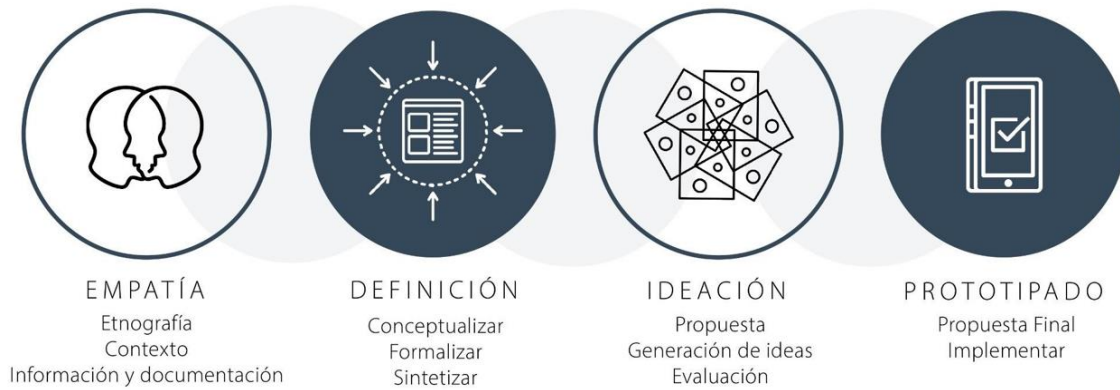 EMPATÍA
Etnografía
Contexto
Información y documentación
DEFINICIÓN
Conceptualizar
Formalizar
Sintetizar
IDEACIÓN
Propuesta
Generación de ideas
Evaluación
PROTOTIPADO
Propuesta Final
Implementar